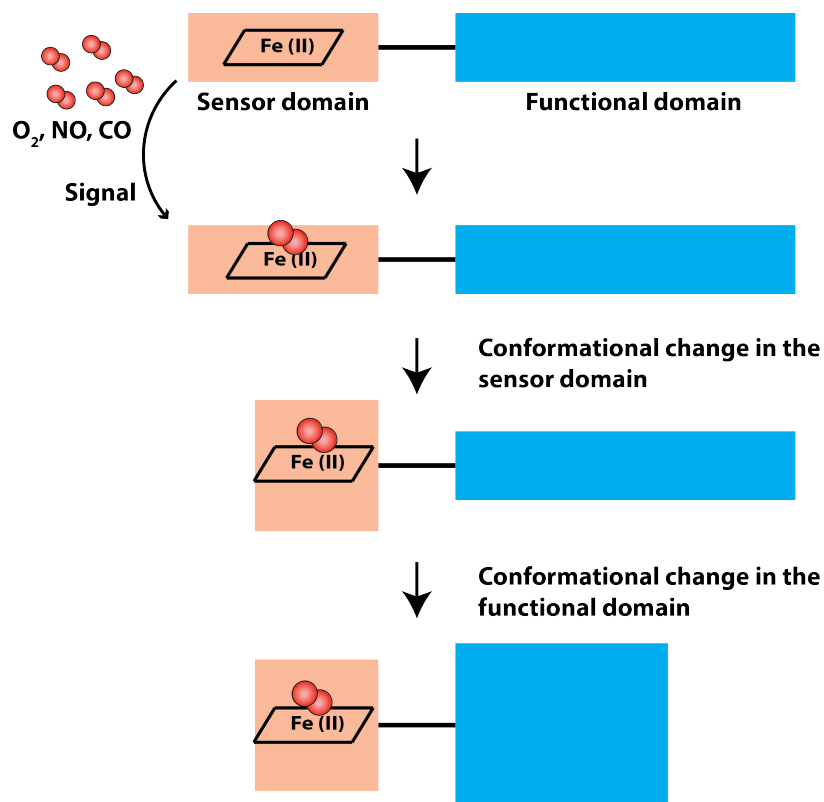 Fe (II)
Sensor domain
Functional domain
O₂, NO, CO
Signal
Fe (II)
Conformational change in the
sensor domain
Fe (II)
Conformational change in the
functional domain
Fe (II)